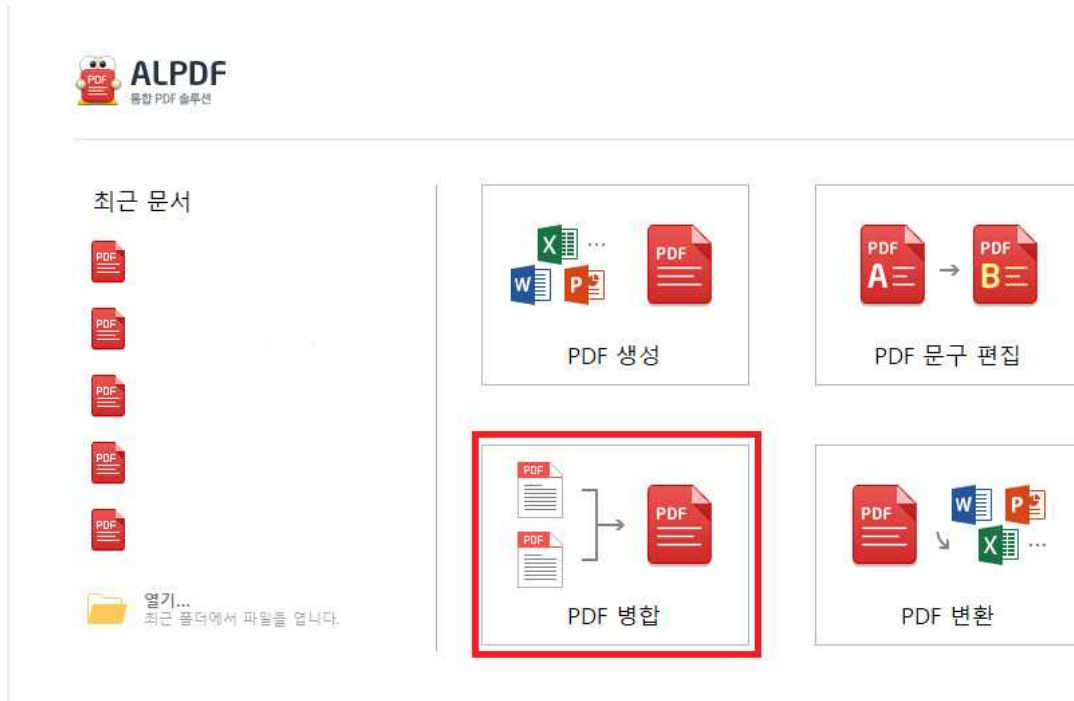 ALPDF
통합 PDF 솔루션
최근 문서
PDF
PDF
PDF
PDF
PDF
열기...
최근 폴더에서 파일을 엽니다.
X ...
W P
PDF
PDF 생성
PDF
A
PDF
B
PDF 문구 편집
PDF
PDF
PDF
PDF 병합
PDF
W P
X ...
PDF 변환